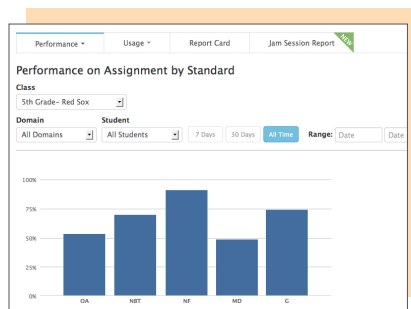 Performance Usage Report Card Jam Session Report NEW
Performance on Assignment by Standard
Class
5th Grade- Red Sox
Domain Student
All Domains All Students 7 Days 30 Days All Time Range: Date Date
100%
75%
50%
25%
0%
OA NBT NF MD G